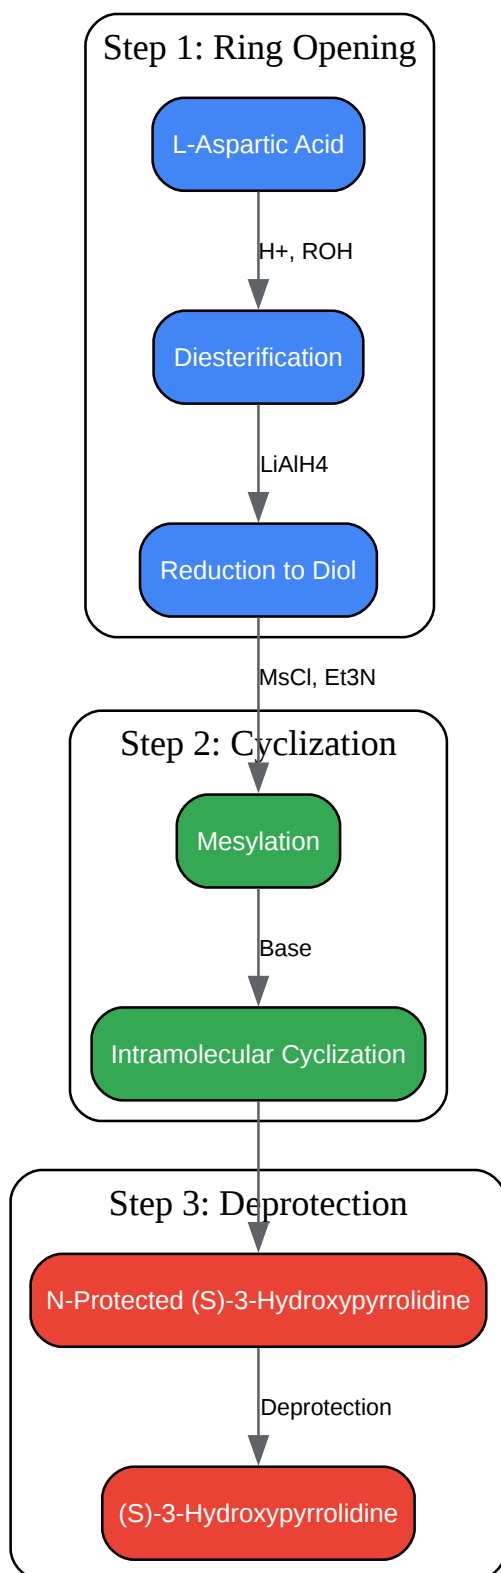 Step 1: Ring Opening
L-Aspartic Acid
H+, ROH
Diesterification
LiAlH4
Reduction to Diol
MsCl, Et3N
Step 2: Cyclization
Mesylation
Base
Intramolecular Cyclization
Step 3: Deprotection
N-Protected (S)-3-Hydroxypyrrolidine
Deprotection
(S)-3-Hydroxypyrrolidine